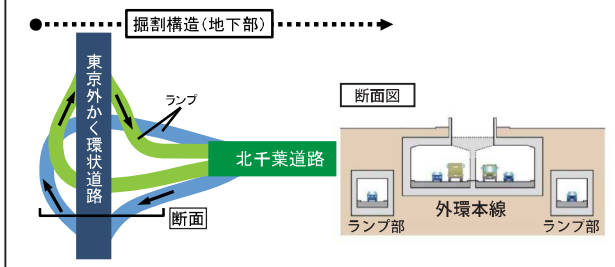 掘割構造(地下部)
東京外かく環状道路
ランプ
北千葉道路
断面
断面図
外環本線
ランプ部
ランプ部